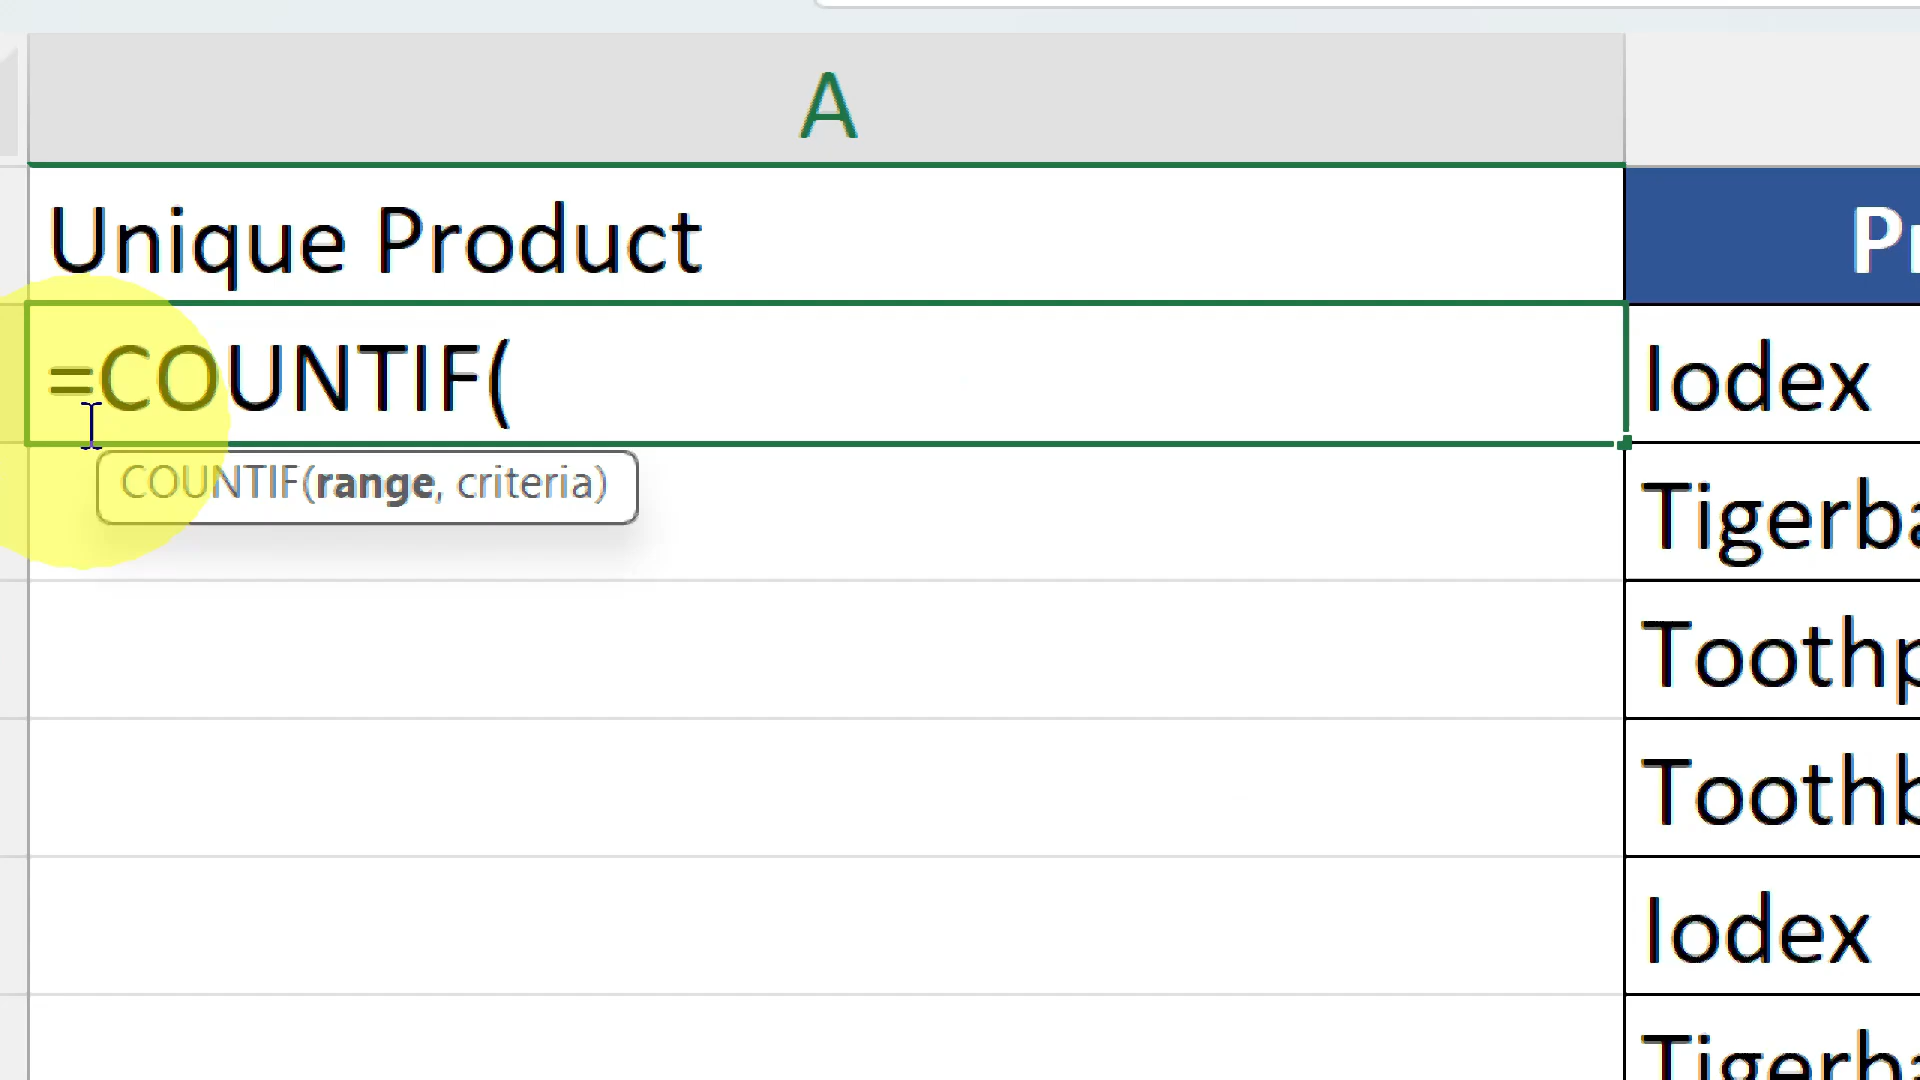 A
Unique Product
=COUNTIF(
Iodex
COUNTIF(range, criteria)
Iodex